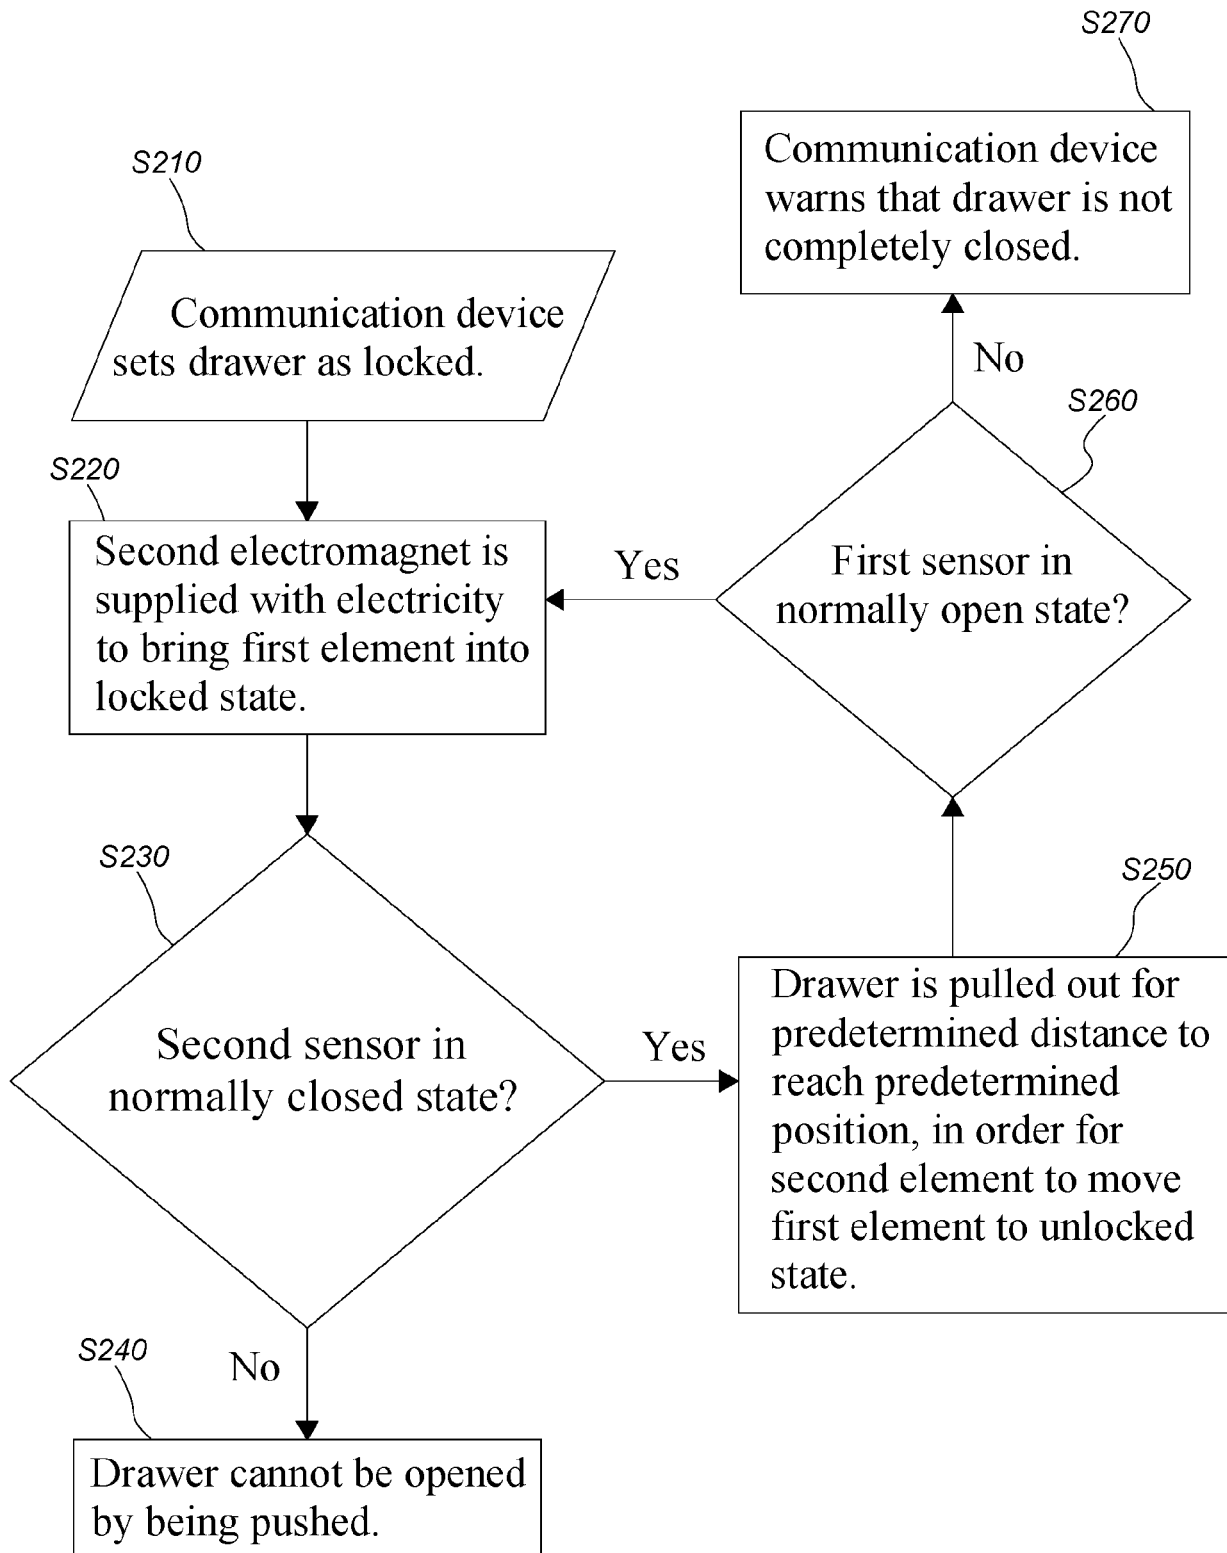 S210
Communication device
sets drawer as locked.
S220
Second electromagnet is
supplied with electricity
to bring first element into
locked state.
S230
Second sensor in
normally closed state?
No
S240
Drawer cannot be opened
by being pushed.
Yes
S250
Drawer is pulled out for
predetermined distance to
reach predetermined
position, in order for
second element to move
first element to unlocked
state.
S260
First sensor in
normally open state?
Yes
No
S270
Communication device
warns that drawer is not
completely closed.